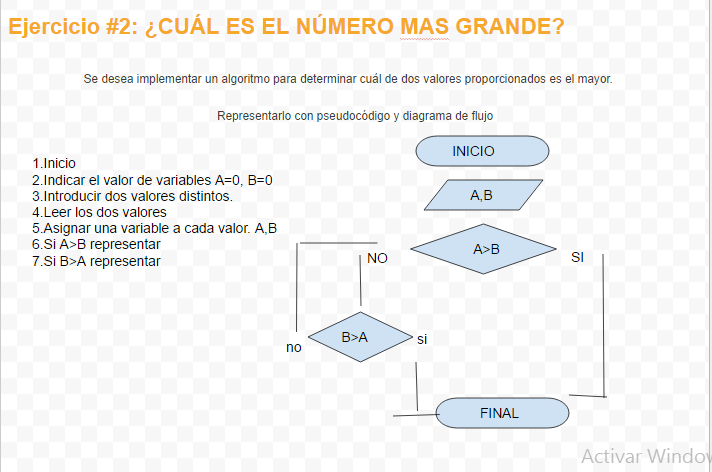 Ejercicio #2: ¿CUÁL ES EL NÚMERO MAS GRANDE?
Se desea implementar un algoritmo para determinar cuál de dos valores proporcionados es el mayor.
Representarlo con pseudocódigo y diagrama de flujo
1.Inicio
2.Indicar el valor de variables A=0, B=0
3.Introducir dos valores distintos.
4.Leer los dos valores
5.Asignar una variable a cada valor. A,B
6.Si A>B representar
7.Si B>A representar
INICIO
A,B
A>B
NO
SI
B>A
no
si
FINAL
Activar Window